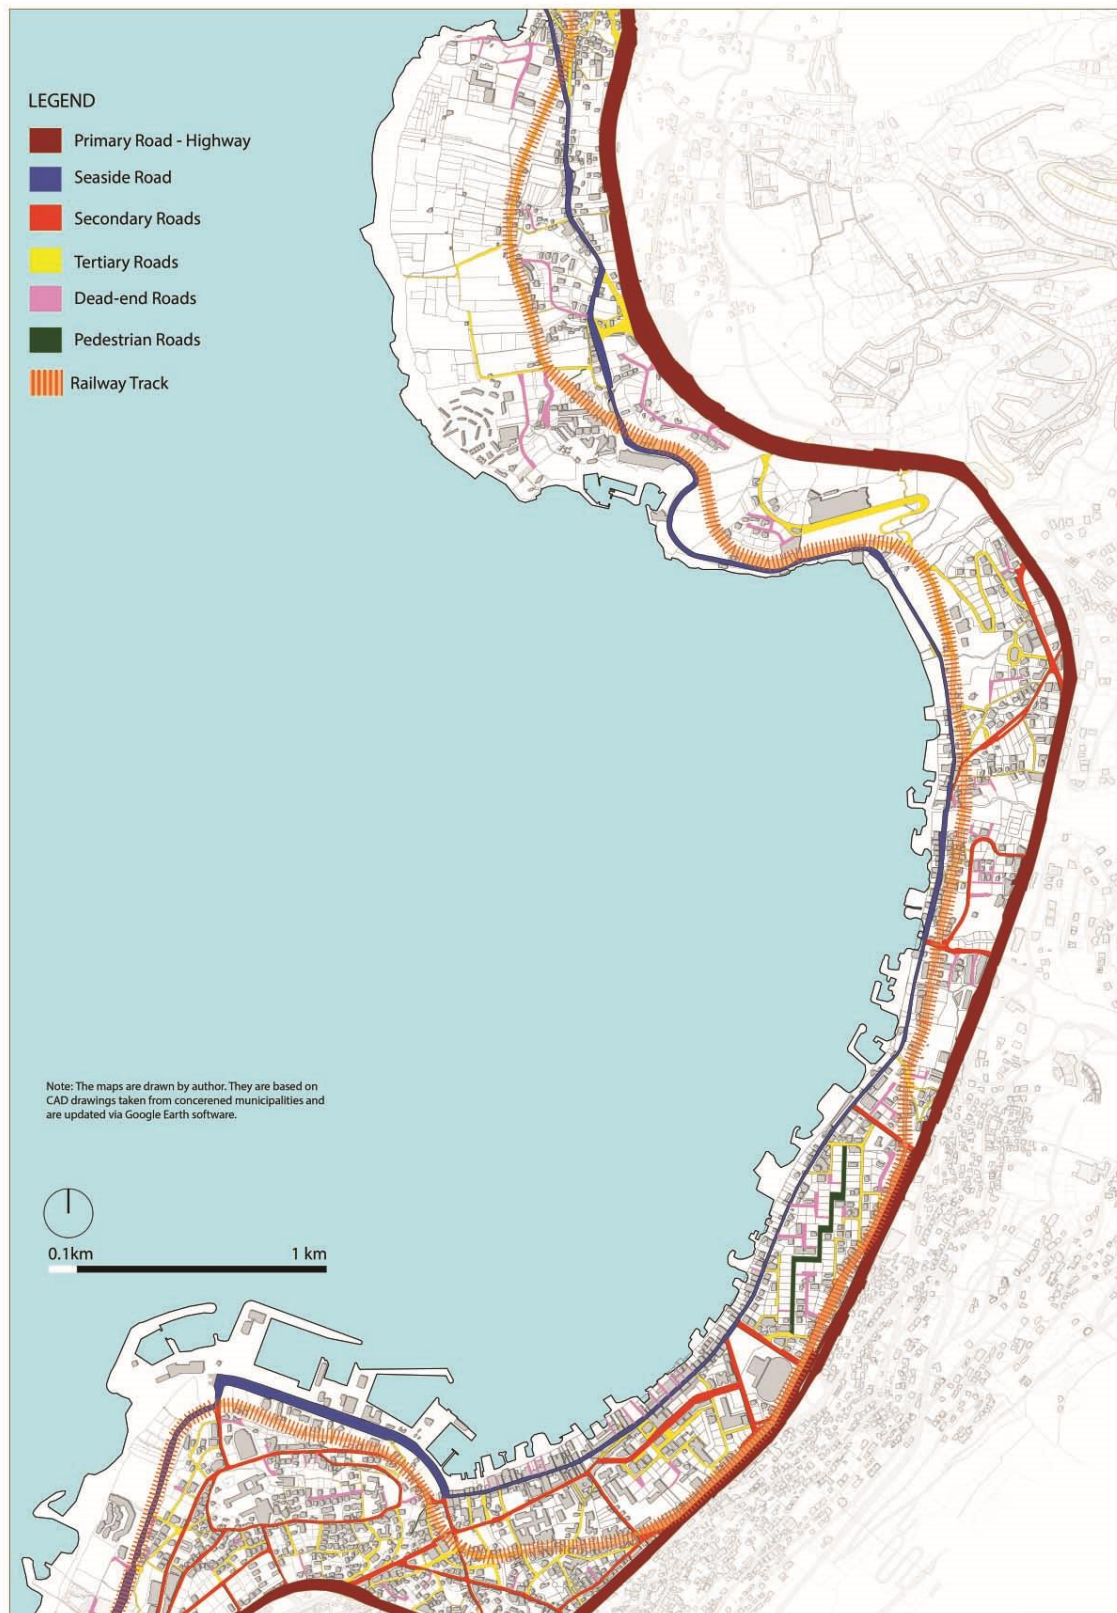 LEGEND
Primary Road - Highway
Seaside Road
Secondary Roads
Tertiary Roads
Dead-end Roads
Pedestrian Roads
Railway Track
Note: The maps are drawn by author. They are based on
CAD drawings taken from concerened municipalities and
are updated via Google Earth software.
0.1km 1 km